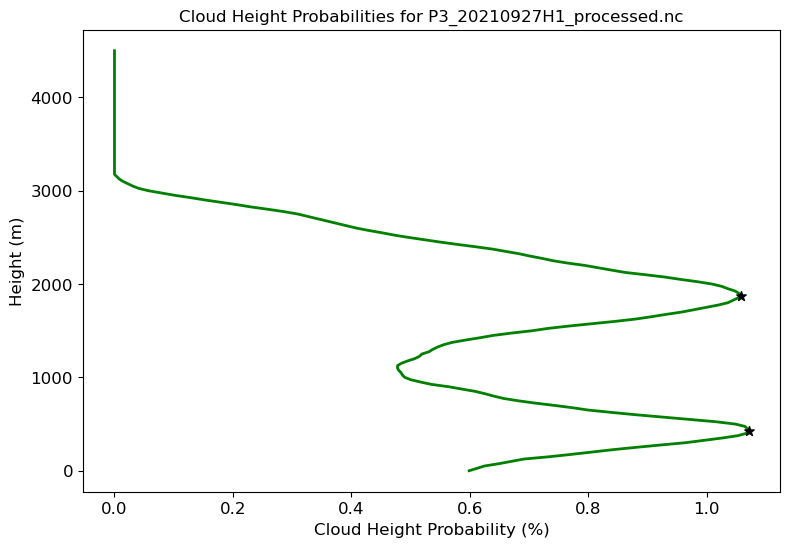 Cloud Height Probabilities for P3_20210927H1_processed.nc
4000
3000
2000
1000
0
Height (m)
0.0 0.2 0.4 0.6 0.8 1.0
Cloud Height Probability (%)